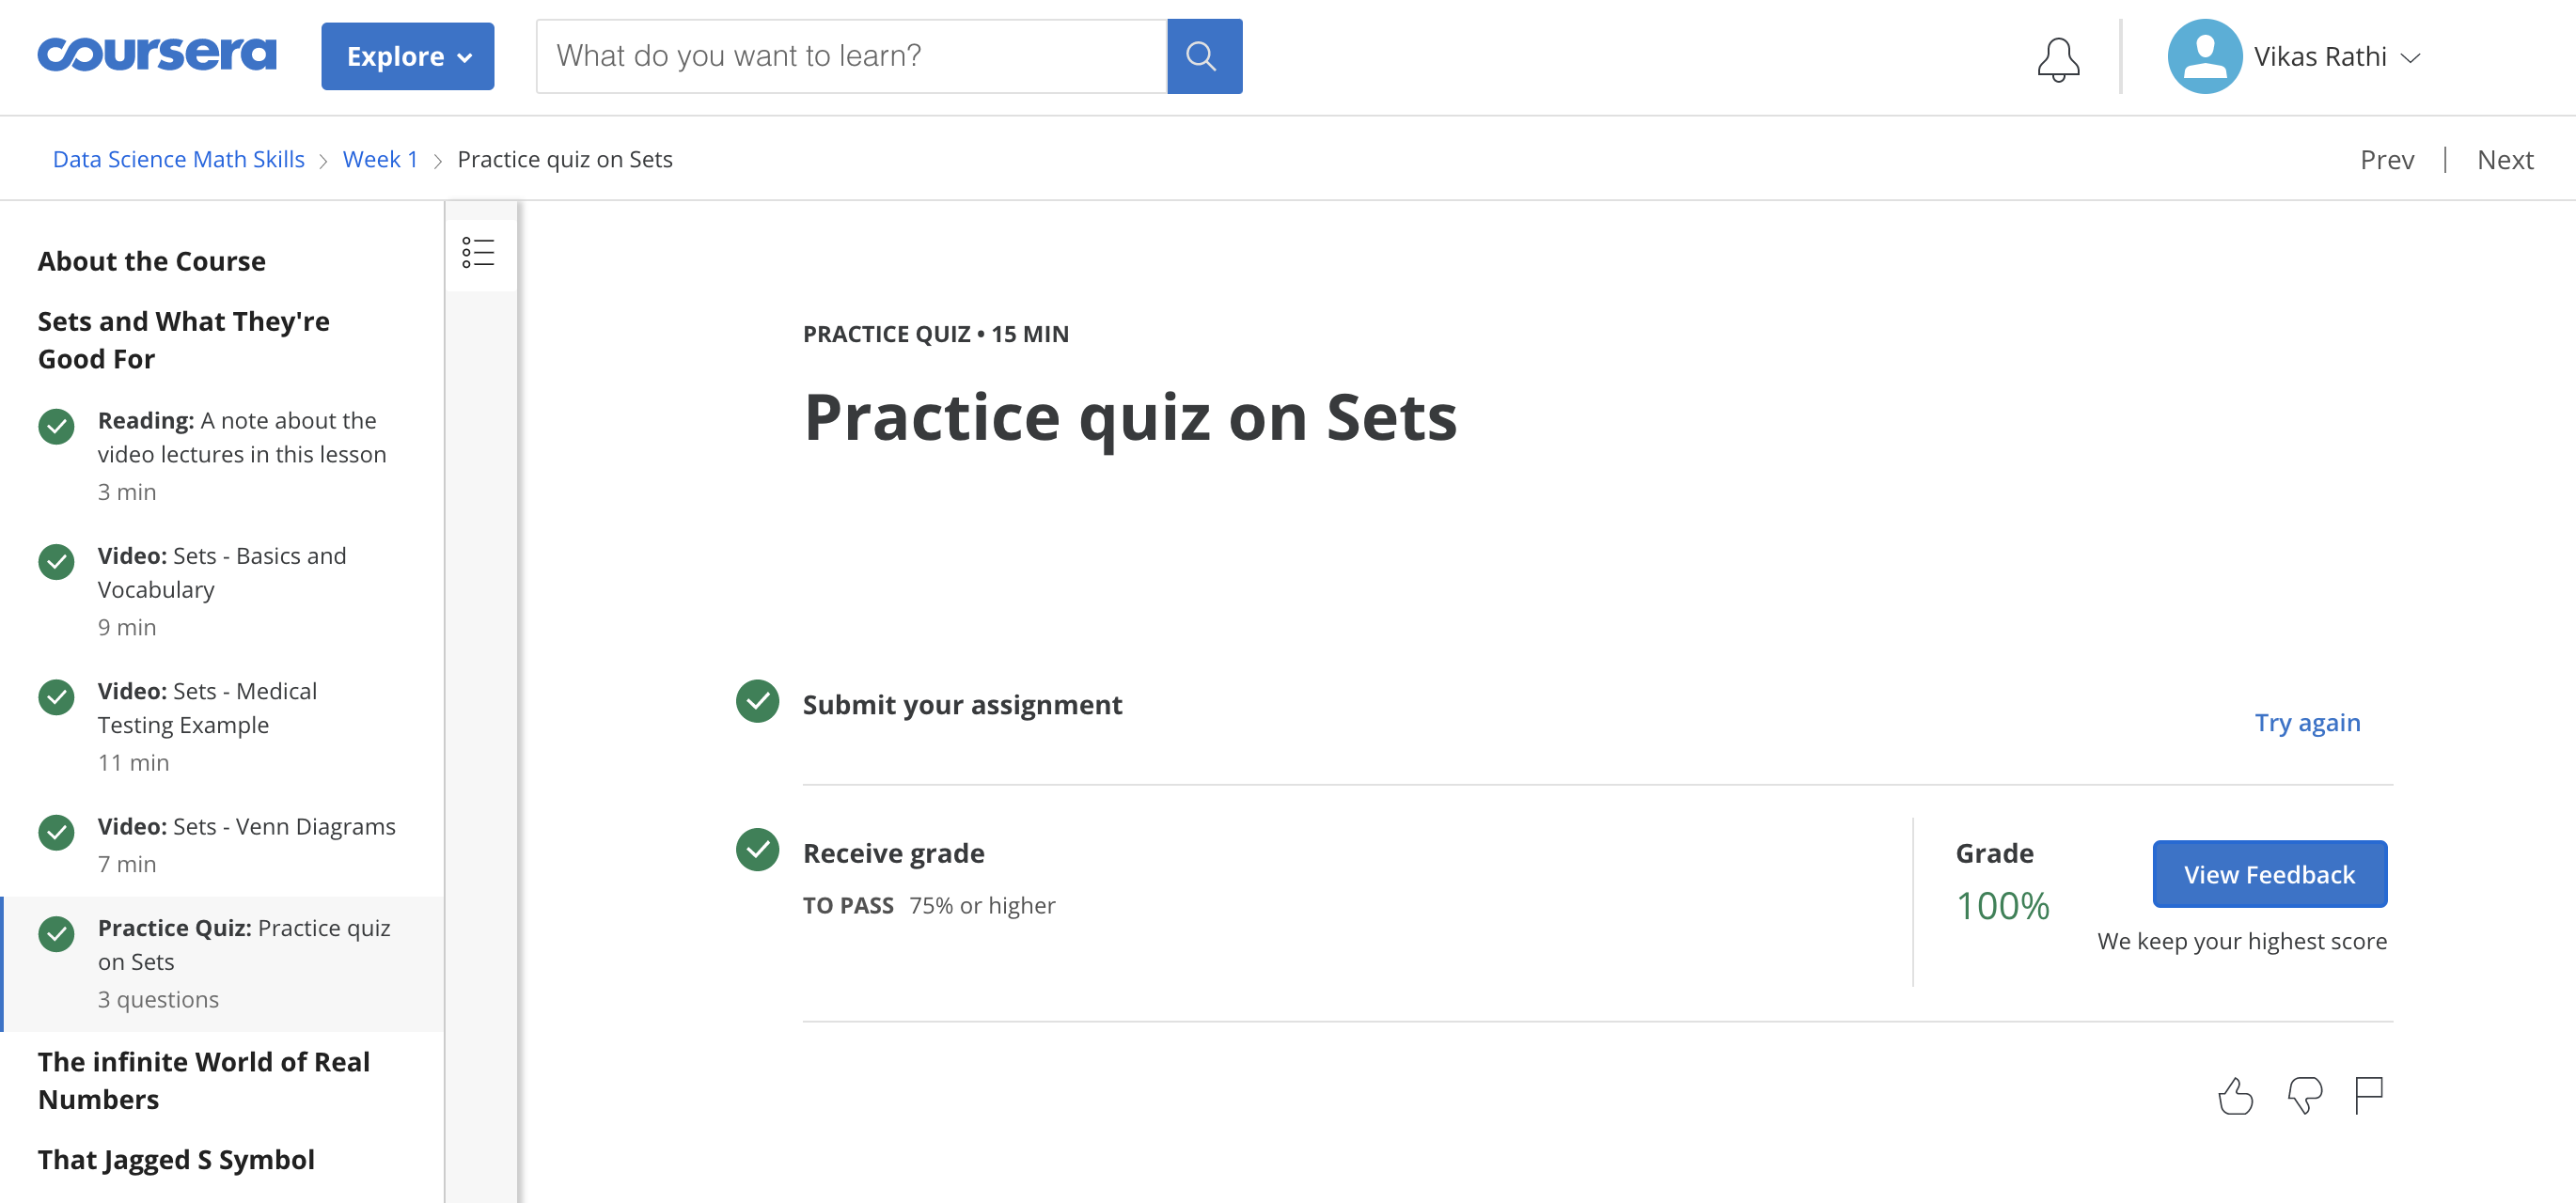 coursera
Explore
What do you want to learn?
Vikas Rathi
Data Science Math Skills
Week 1
Practice quiz on Sets
Prev | Next
About the Course
Sets and What They're
Good For
Reading: A note about the
video lectures in this lesson
3 min
Video: Sets - Basics and
Vocabulary
9 min
Video: Sets - Medical
Testing Example
11 min
Video: Sets - Venn Diagrams
7 min
Practice Quiz: Practice quiz
on Sets
3 questions
The infinite World of Real
Numbers
That Jagged S Symbol
PRACTICE QUIZ • 15 MIN
Practice quiz on Sets
Submit your assignment
Try again
Receive grade
TO PASS 75% or higher
Grade
100%
View Feedback
We keep your highest score